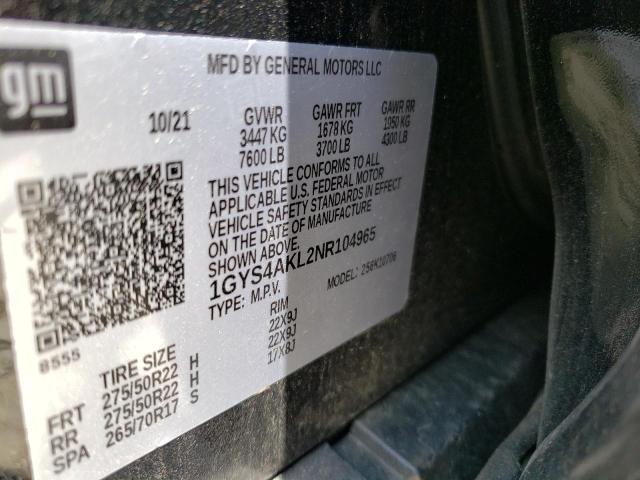 gm
MFD BY GENERAL MOTORS LLC
10/21 GVWR GAWR FRT GAWR RR
3447 KG 1678 KG 1950 KG
7600 LB 3700 LB 4300 LB
THIS VEHICLE CONFORMS TO ALL
APPLICABLE U.S. FEDERAL MOTOR
VEHICLE SAFETY STANDARDS IN EFFECT
ON THE DATE OF MANUFACTURE
SHOWN ABOVE.
1GYS4AKL2NR104965
TYPE: M.P.V. MODEL: 256K10706
8555
TIRE SIZE RIM
FRT 275/50R22 H 22X9J
RR 275/50R22 H 22X9J
SPA 265/70R17 S 17X8J